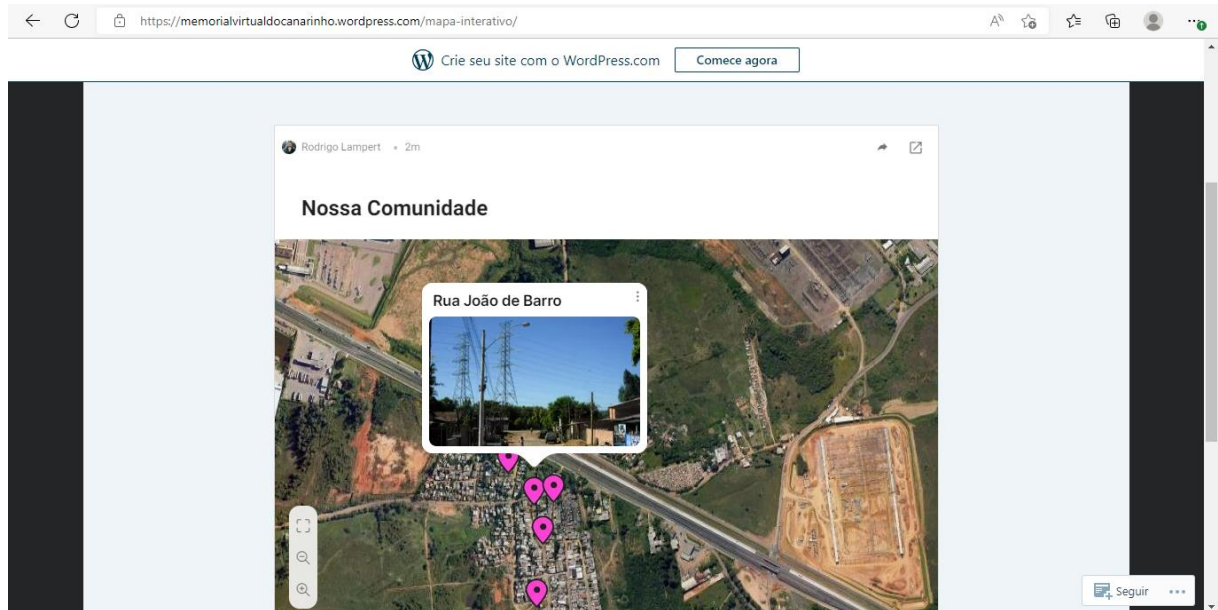 https://memorialvirtualdocanarinho.wordpress.com/mapa-interativo/
Crie seu site com o WordPress.com
Comece agora
Rodrigo Lampert • 2m
Nossa Comunidade
Rua João de Barro
Seguir